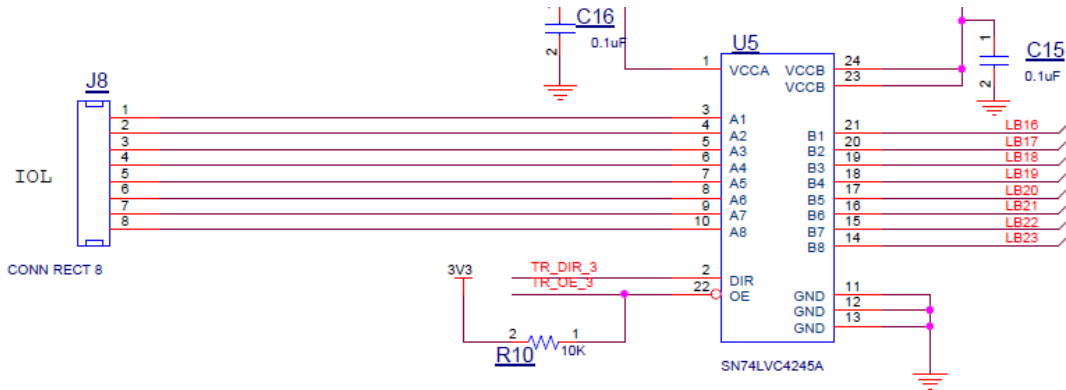 C16
1
2
0.1uF
U5
1
VCCA
VCCB
24
VCCB
23
1
2
C15
0.1uF
J8
IOL
1
2
3
4
5
6
7
8
CONN RECT 8
3
A1
4
A2
5
A3
6
A4
7
A5
8
A6
9
A7
10
A8
B1
21
LB16
B2
20
LB17
B3
19
LB18
B4
18
LB19
B5
17
LB20
B6
16
LB21
B7
15
LB22
B8
14
LB23
3V3
TR_DIR_3
2
DIR
TR_OE_3
22
OE
GND
11
GND
12
GND
13
2
1
R10
10K
SN74LVC4245A